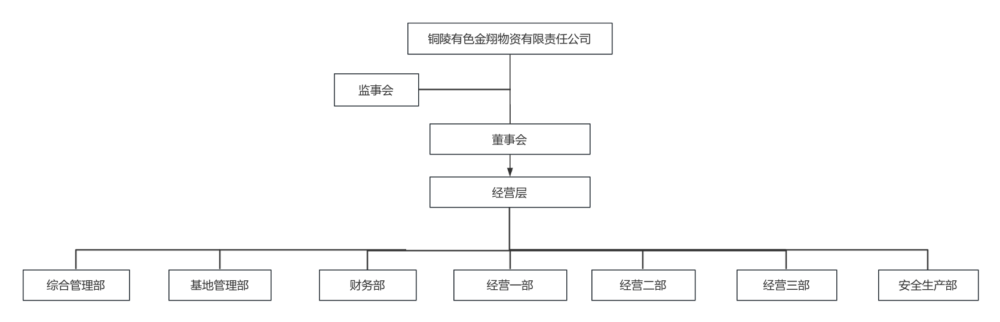 铜陵有色金翔物资有限责任公司
监事会
董事会
经营层
综合管理部
基地管理部
财务部
经营一部
经营二部
经营三部
安全生产部